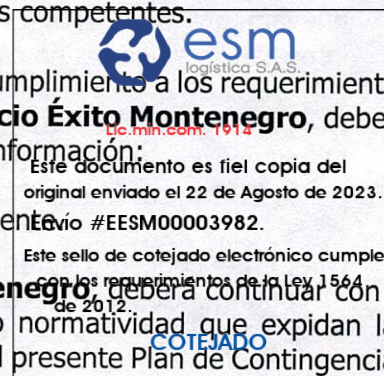 s competentes.
esm
logística S.A.S.
umplimiento a los requerimient
cio Éxito Montenegro, debe
Lic.min.com. 1914
nformación:
Este documento es fiel copia del
original enviado el 22 de Agosto de 2023.
ente
Envío #EESM00003982.
Este sello de cotejado electrónico cumple
con los requerimientos de la Ley 1564
enegro, deberá continuar con
de 2012.
o normatividad que expidan la
COTEJADO
l presente Plan de Contingencia